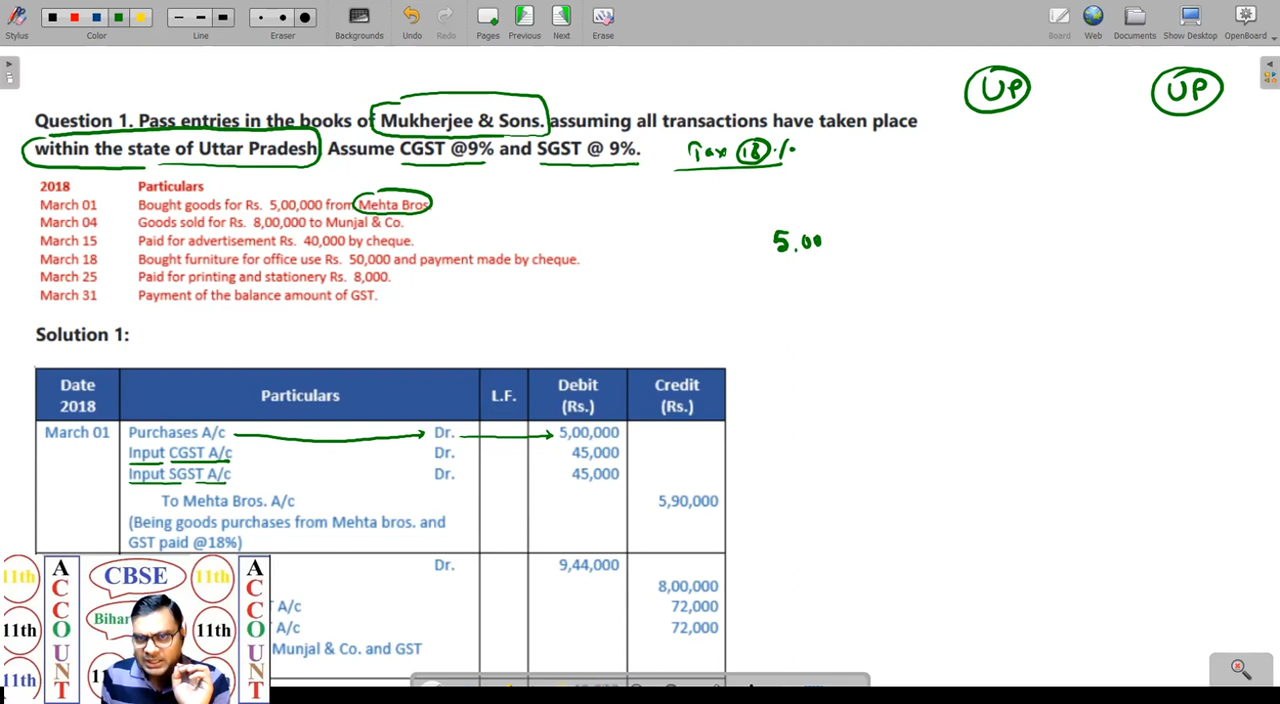 Stylus
Color
Line
Eraser
Backgrounds
Undo
Redo
Pages
Previous
Next
Erase
Board
Web
Documents
Show Desktop
OpenBoard
UP
UP
Question 1. Pass entries in the books of Mukherjee & Sons. assuming all transactions have taken place
within the state of Uttar Pradesh. Assume CGST @9% and SGST @ 9%.
Tax 18 %
2018 Particulars
March 01 Bought goods for Rs. 5,00,000 from Mehta Bros.
March 04 Goods sold for Rs. 8,00,000 to Munjal & Co.
March 15 Paid for advertisement Rs. 40,000 by cheque.
March 18 Bought furniture for office use Rs. 50,000 and payment made by cheque.
March 25 Paid for printing and stationery Rs. 8,000.
March 31 Payment of the balance amount of GST.
5.00
Solution 1:
Date 2018 Particulars L.F. Debit (Rs.) Credit (Rs.)
March 01 Purchases A/c Dr. 5,00,000
Input CGST A/c Dr. 45,000
Input SGST A/c Dr. 45,000
To Mehta Bros. A/c 5,90,000
(Being goods purchases from Mehta bros. and
GST paid @18%)
Dr. 9,44,000
8,00,000
A/c 72,000
A/c 72,000
Munjal & Co. and GST
11th
ACCOUNT
CBSE
11th
ACCOUNT
11th
Bihar
11th
11th
11th